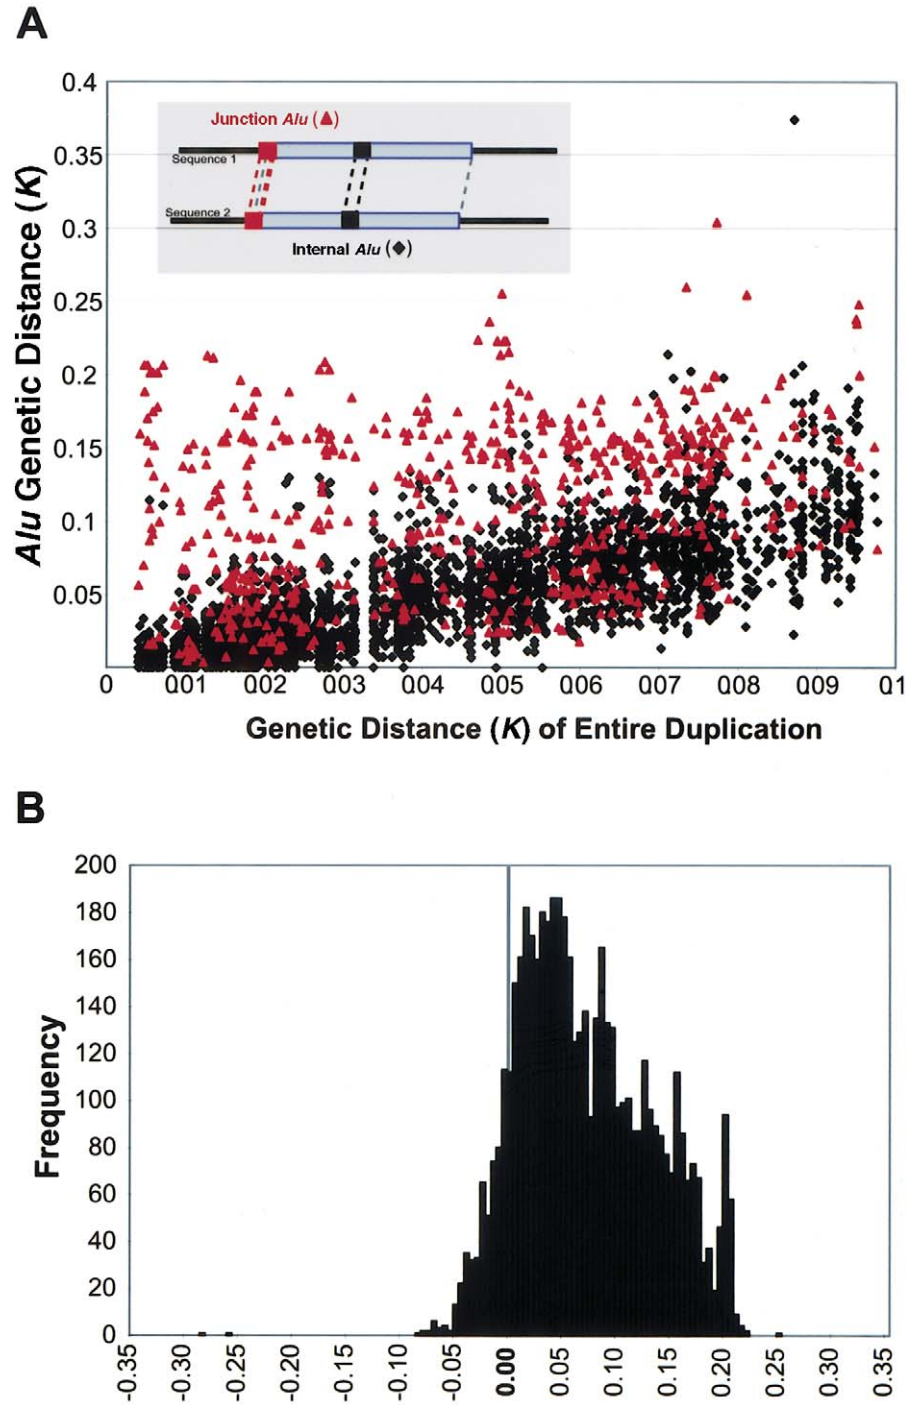 A
0.4
0.35
0.3
0.25
0.2
0.15
0.1
0.05
Alu Genetic Distance (K)
Junction Alu (▲)
Sequence 1
Sequence 2
Internal Alu (◆)
0 0.01 0.02 0.03 0.04 0.05 0.06 0.07 0.08 0.09 0.1
Genetic Distance (K) of Entire Duplication
B
200
180
160
140
120
100
80
60
40
20
0
Frequency
-0.35 -0.30 -0.25 -0.20 -0.15 -0.10 -0.05 0.00 0.05 0.10 0.15 0.20 0.25 0.30 0.35